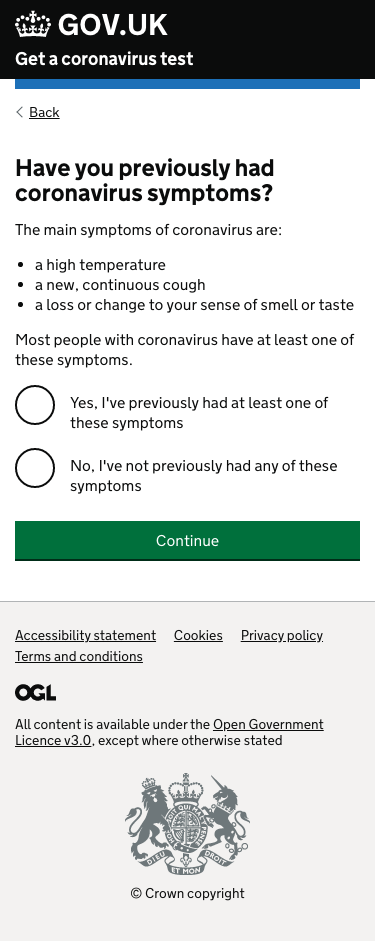 GOV.UK
Get a coronavirus test
Back
Have you previously had
coronavirus symptoms?
The main symptoms of coronavirus are:
a high temperature
a new, continuous cough
a loss or change to your sense of smell or taste
Most people with coronavirus have at least one of
these symptoms.
Yes, I've previously had at least one of
these symptoms
No, I've not previously had any of these
symptoms
Continue
Accessibility statement Cookies Privacy policy
Terms and conditions
OGL
All content is available under the Open Government
Licence v3.0, except where otherwise stated
DIEU ET MON DROIT
© Crown copyright